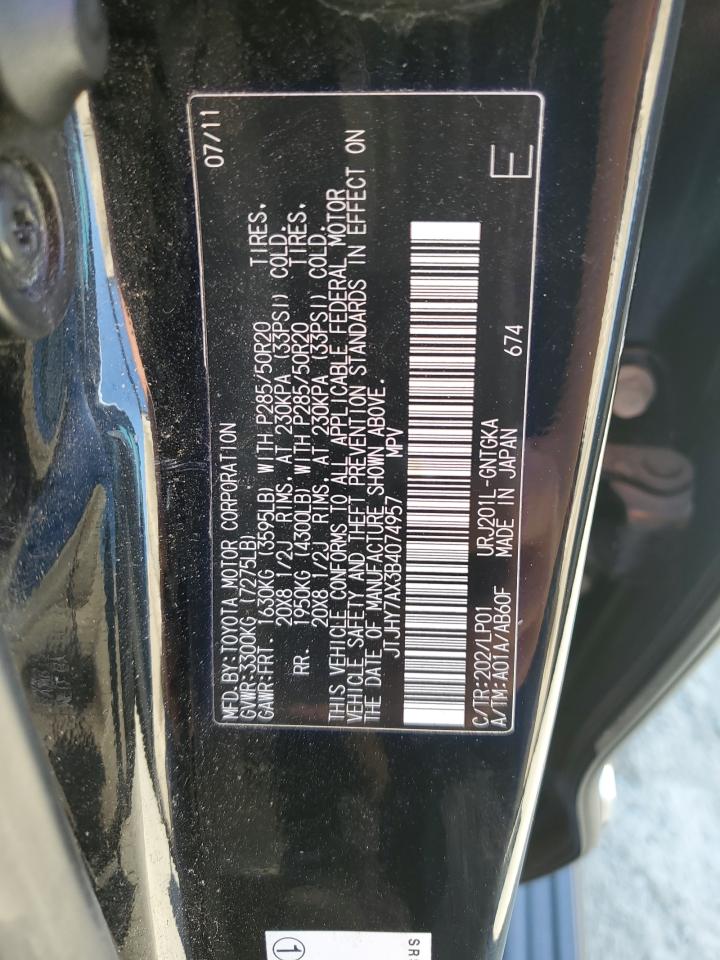 MFD. BY: TOYOTA MOTOR CORPORATION 07/11
GVWR: 3300KG (7275LB)
GAWR: FRT. 1630KG (3595LB) WITH P285/50R20 TIRES,
20X8 1/2J RIMS, AT 230KPA (33PSI) COLD.
RR. 1950KG (4300LB) WITH P285/50R20 TIRES,
20X8 1/2J RIMS, AT 230KPA (33PSI) COLD.
THIS VEHICLE CONFORMS TO ALL APPLICABLE FEDERAL MOTOR
VEHICLE SAFETY AND THEFT PREVENTION STANDARDS IN EFFECT ON
THE DATE OF MANUFACTURE SHOWN ABOVE.
JTJHY7AX3B4074957 MPV
C/TR: 202/LP01 URJ201L-GNTGKA
A/TM: A01A/AB60F MADE IN JAPAN 674
E
1
SRS